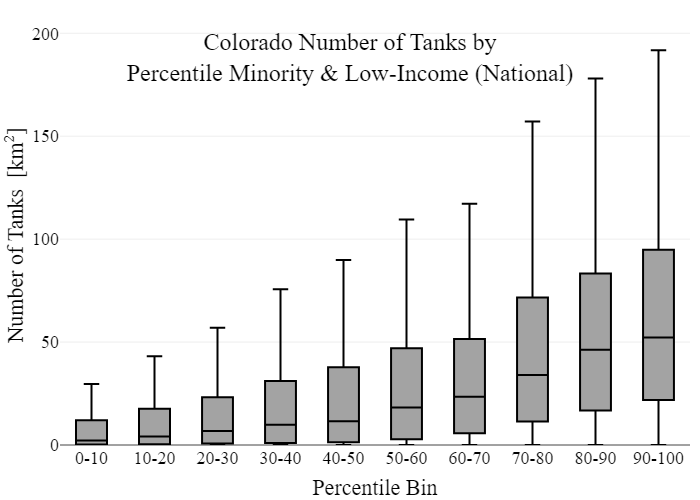 Colorado Number of Tanks by
Percentile Minority & Low-Income (National)
Number of Tanks [km²]
200
150
100
50
0
0-10 10-20 20-30 30-40 40-50 50-60 60-70 70-80 80-90 90-100
Percentile Bin